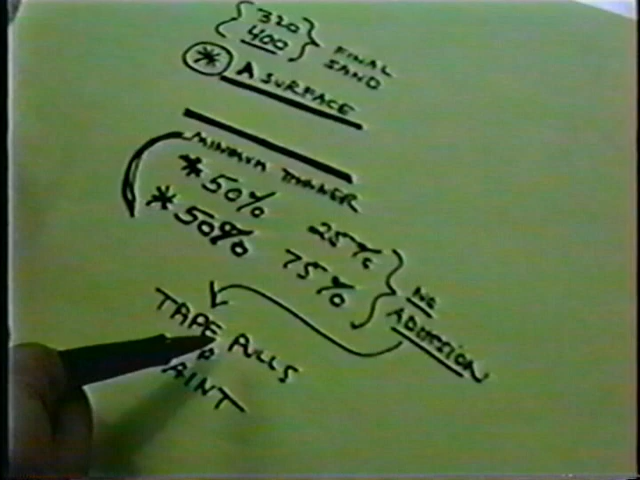 {320
400} FINAL
SAND
* A SURFACE
MINIMUM THINNER
*50% 25%
*50% 75% } NO
ADHESION
TAPE PULLS
PAINT